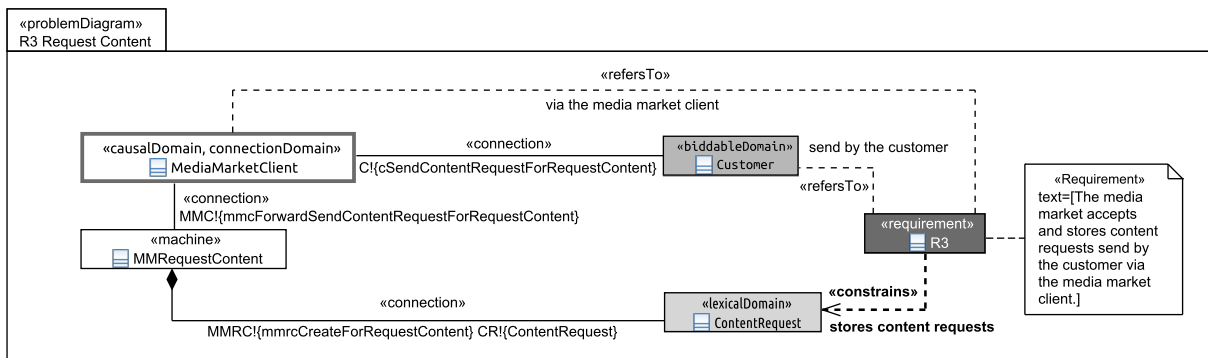 «problemDiagram»
R3 Request Content
«refersTo»
via the media market client
«causalDomain, connectionDomain»
MediaMarketClient
«connection»
C!{cSendContentRequestForRequestContent}
«biddableDomain»
Customer
send by the customer
«refersTo»
«connection»
MMC!{mmcForwardSendContentRequestForRequestContent}
«machine»
MMRequestContent
«requirement»
R3
«Requirement»
text=[The media
market accepts
and stores content
requests send by
the customer via
the media market
client.]
«connection»
MMRC!{mmrcCreateForRequestContent} CR!{ContentRequest}
«lexicalDomain»
ContentRequest
«constrains»
stores content requests